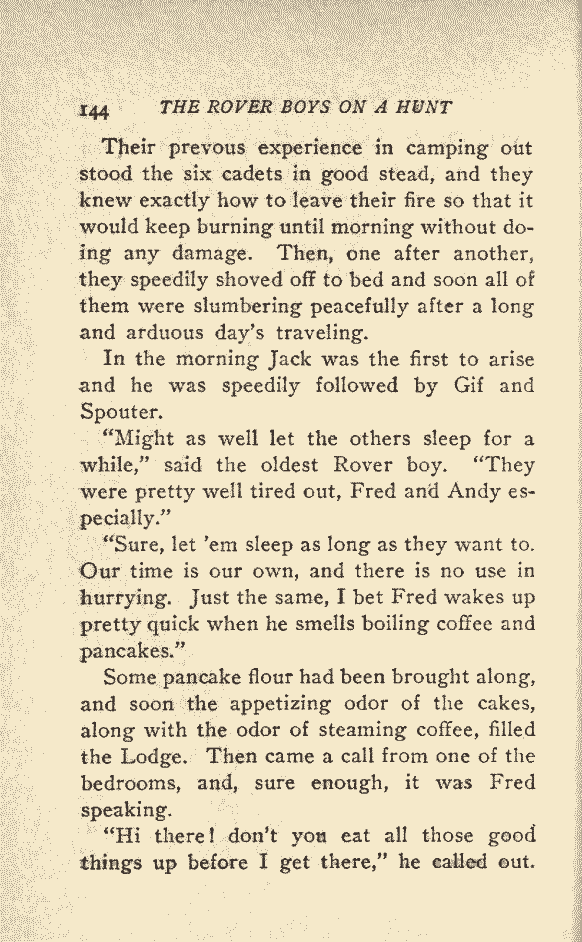 144 THE ROVER BOYS ON A HUNT
Their prevous experience in camping out
stood the six cadets in good stead, and they
knew exactly how to leave their fire so that it
would keep burning until morning without do-
ing any damage. Then, one after another,
they speedily shoved off to bed and soon all of
them were slumbering peacefully after a long
and arduous day's traveling.
In the morning Jack was the first to arise
and he was speedily followed by Gif and
Spouter.
“Might as well let the others sleep for a
while,” said the oldest Rover boy. “They
were pretty well tired out, Fred and Andy es-
pecially.”
“Sure, let 'em sleep as long as they want to.
Our time is our own, and there is no use in
hurrying. Just the same, I bet Fred wakes up
pretty quick when he smells boiling coffee and
pancakes.”
Some pancake flour had been brought along,
and soon the appetizing odor of the cakes,
along with the odor of steaming coffee, filled
the Lodge. Then came a call from one of the
bedrooms, and, sure enough, it was Fred
speaking.
“Hi there! don't you eat all those good
things up before I get there,” he called out.